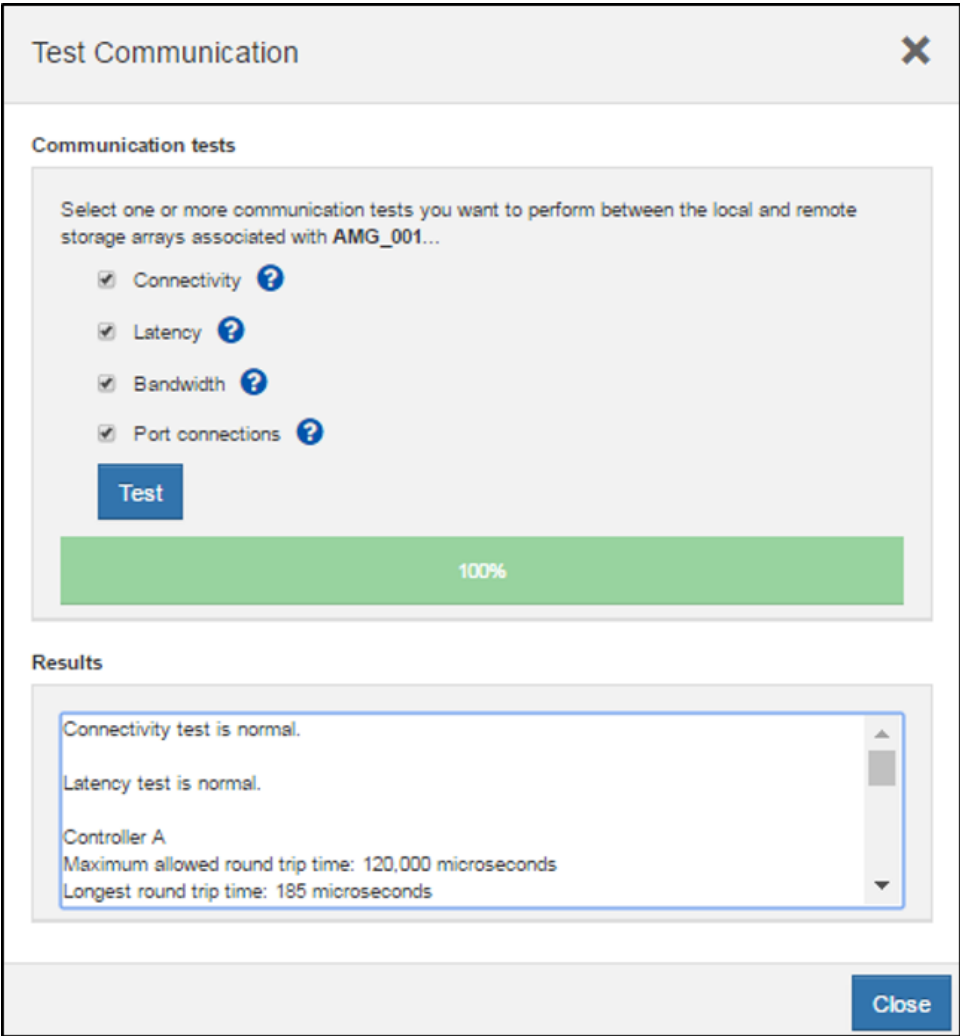 Test Communication
Communication tests
Select one or more communication tests you want to perform between the local and remote
storage arrays associated with AMG_001...
Connectivity ?
Latency ?
Bandwidth ?
Port connections ?
Test
100%
Results
Connectivity test is normal.
Latency test is normal.
Controller A
Maximum allowed round trip time: 120,000 microseconds
Longest round trip time: 185 microseconds
Close